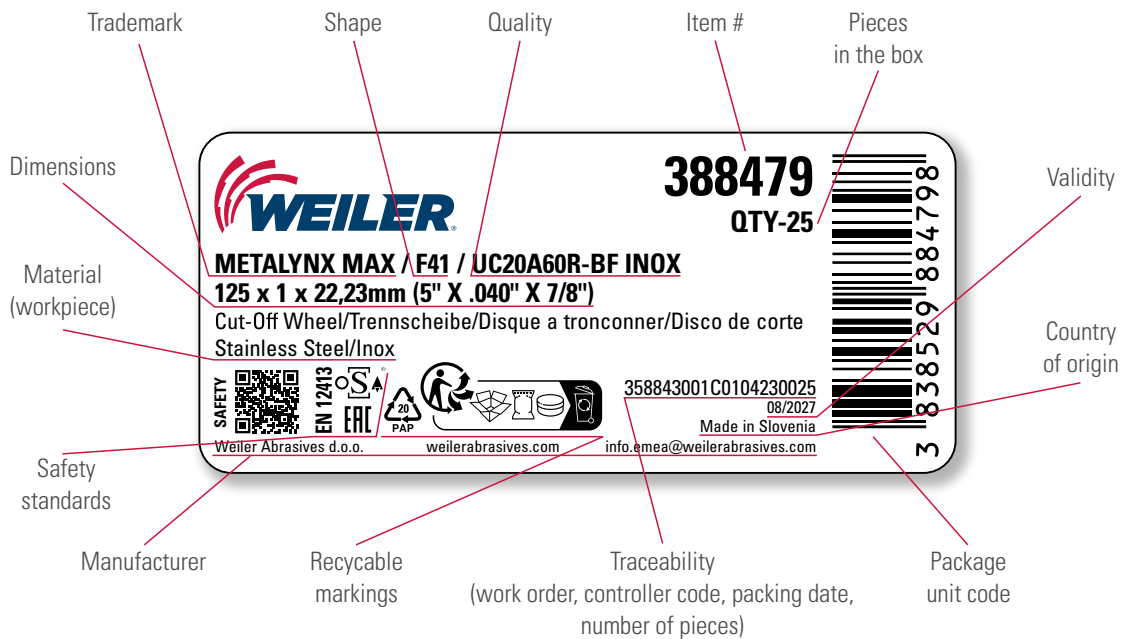 Trademark
Shape
Quality
Item #
Pieces
in the box
Dimensions
Validity
Material
(workpiece)
Country
of origin
WEILER®
388479
QTY-25
METALYNX MAX / F41 / UC20A60R-BF INOX
125 x 1 x 22,23mm (5" X .040" X 7/8")
Cut-Off Wheel/Trennscheibe/Disque a tronconner/Disco de corte
Stainless Steel/Inox
SAFETY
EN 12413
oS
EAC
20
PAP
358843001C0104230025
08/2027
Made in Slovenia
Weiler Abrasives d.o.o.
weilerabrasives.com
info.emea@weilerabrasives.com
3 838529 884798
Safety
standards
Manufacturer
Recycable
markings
Traceability
(work order, controller code, packing date,
number of pieces)
Package
unit code